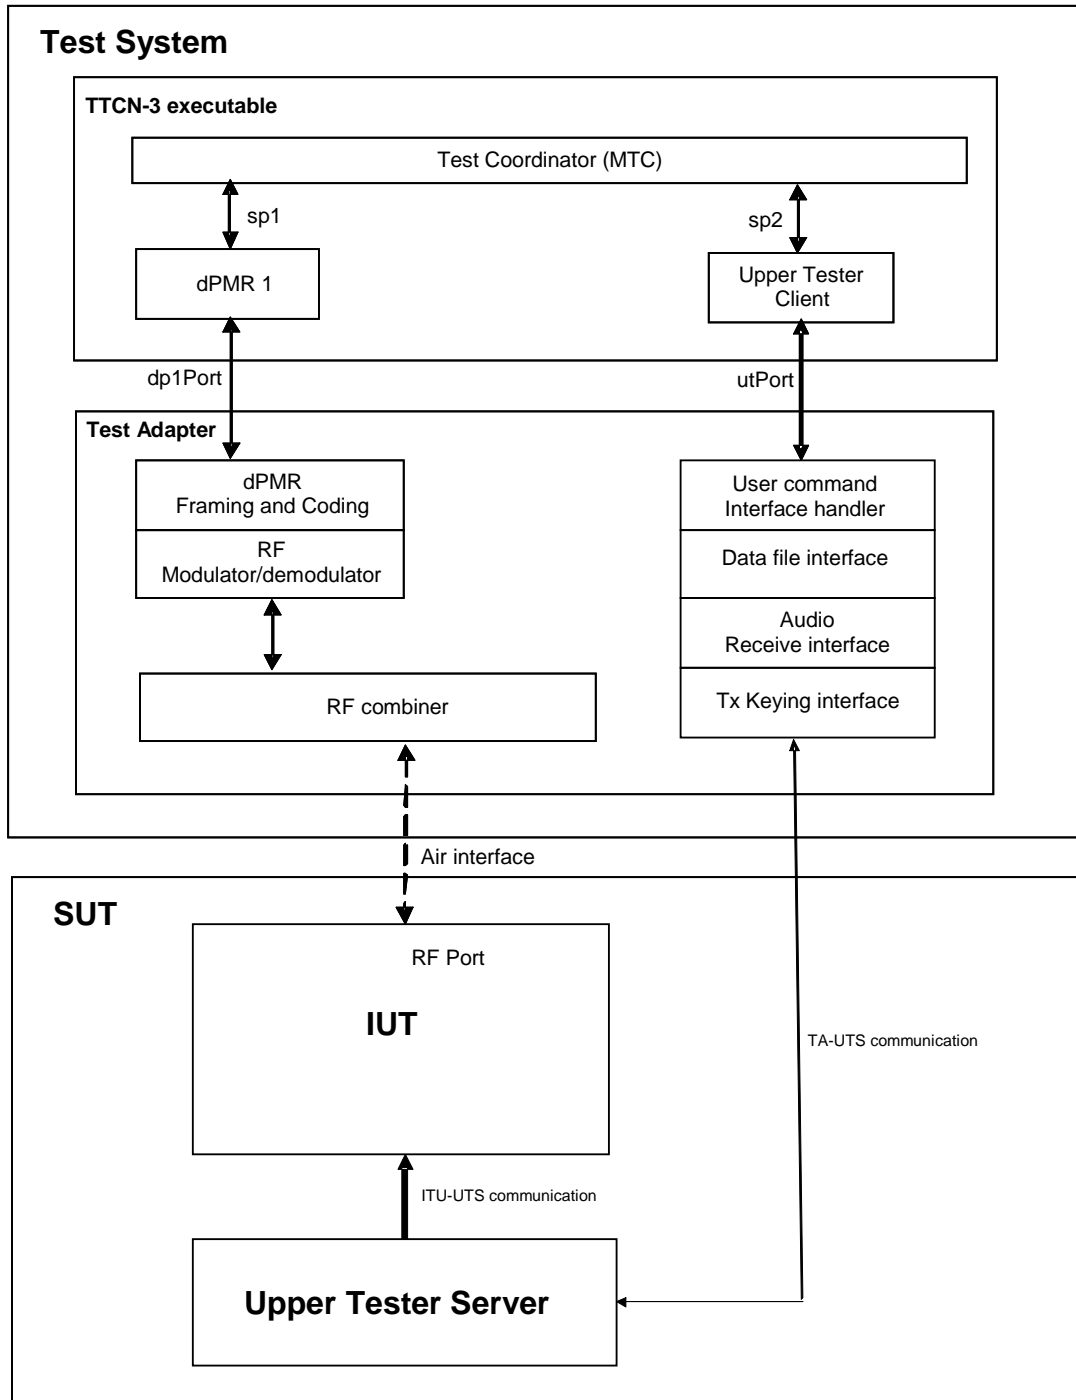 Test System
TTCN-3 executable
Test Coordinator (MTC)
sp1
sp2
dPMR 1
Upper Tester
Client
dp1Port
utPort
Test Adapter
dPMR
Framing and Coding
RF
Modulator/demodulator
RF combiner
User command
Interface handler
Data file interface
Audio
Receive interface
Tx Keying interface
Air interface
SUT
RF Port
IUT
TA-UTS communication
ITU-UTS communication
Upper Tester Server